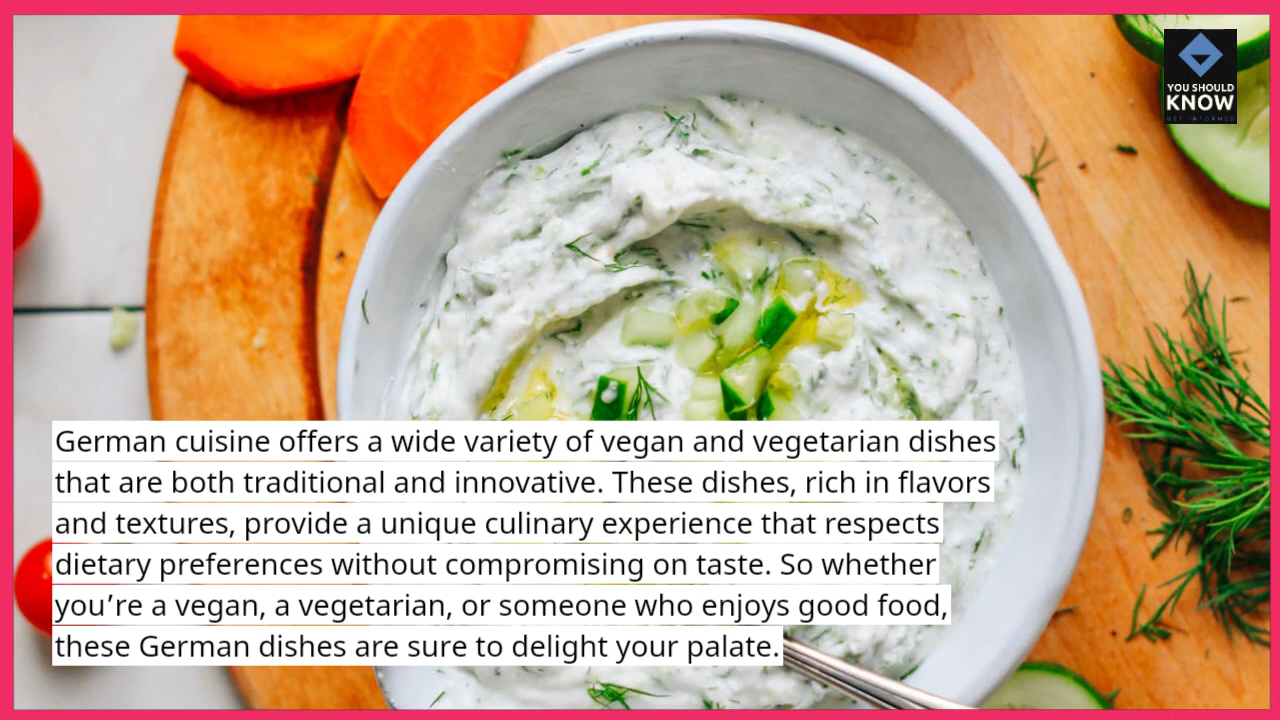 YOU SHOULD
KNOW
GET INFORMED
German cuisine offers a wide variety of vegan and vegetarian dishes
that are both traditional and innovative. These dishes, rich in flavors
and textures, provide a unique culinary experience that respects
dietary preferences without compromising on taste. So whether
you’re a vegan, a vegetarian, or someone who enjoys good food,
these German dishes are sure to delight your palate.